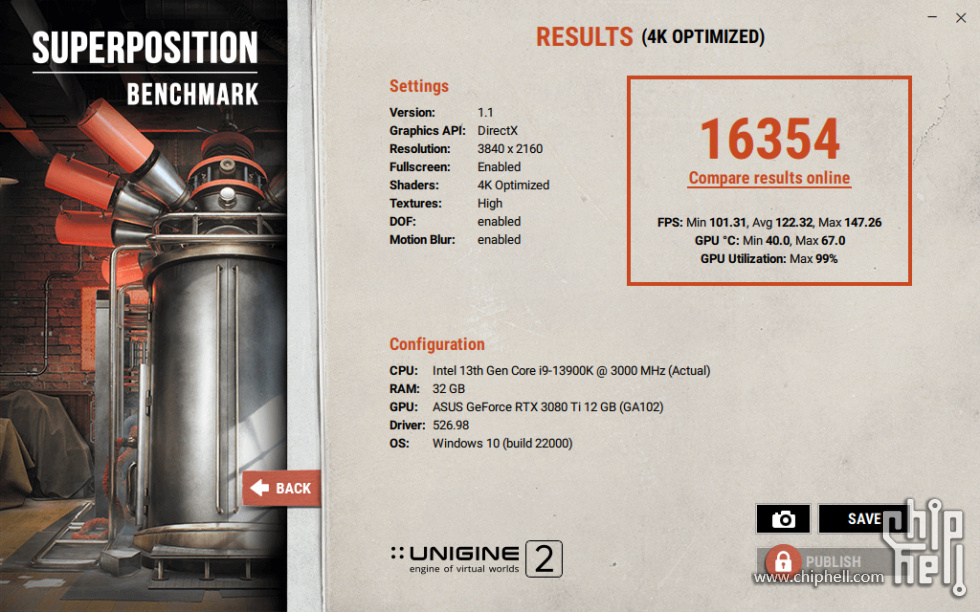 SUPERPOSITION
BENCHMARK
RESULTS (4K OPTIMIZED)
Settings
Version: 1.1
Graphics API: DirectX
Resolution: 3840 x 2160
Fullscreen: Enabled
Shaders: 4K Optimized
Textures: High
DOF: enabled
Motion Blur: enabled
16354
Compare results online
FPS: Min 101.31, Avg 122.32, Max 147.26
GPU °C: Min 40.0, Max 67.0
GPU Utilization: Max 99%
Configuration
CPU: Intel 13th Gen Core i9-13900K @ 3000 MHz (Actual)
RAM: 32 GB
GPU: ASUS GeForce RTX 3080 Ti 12 GB (GA102)
Driver: 526.98
OS: Windows 10 (build 22000)
BACK
SAVE
PUBLISH
UNIGINE 2
engine of virtual worlds
chip
hell
www.chiphell.com